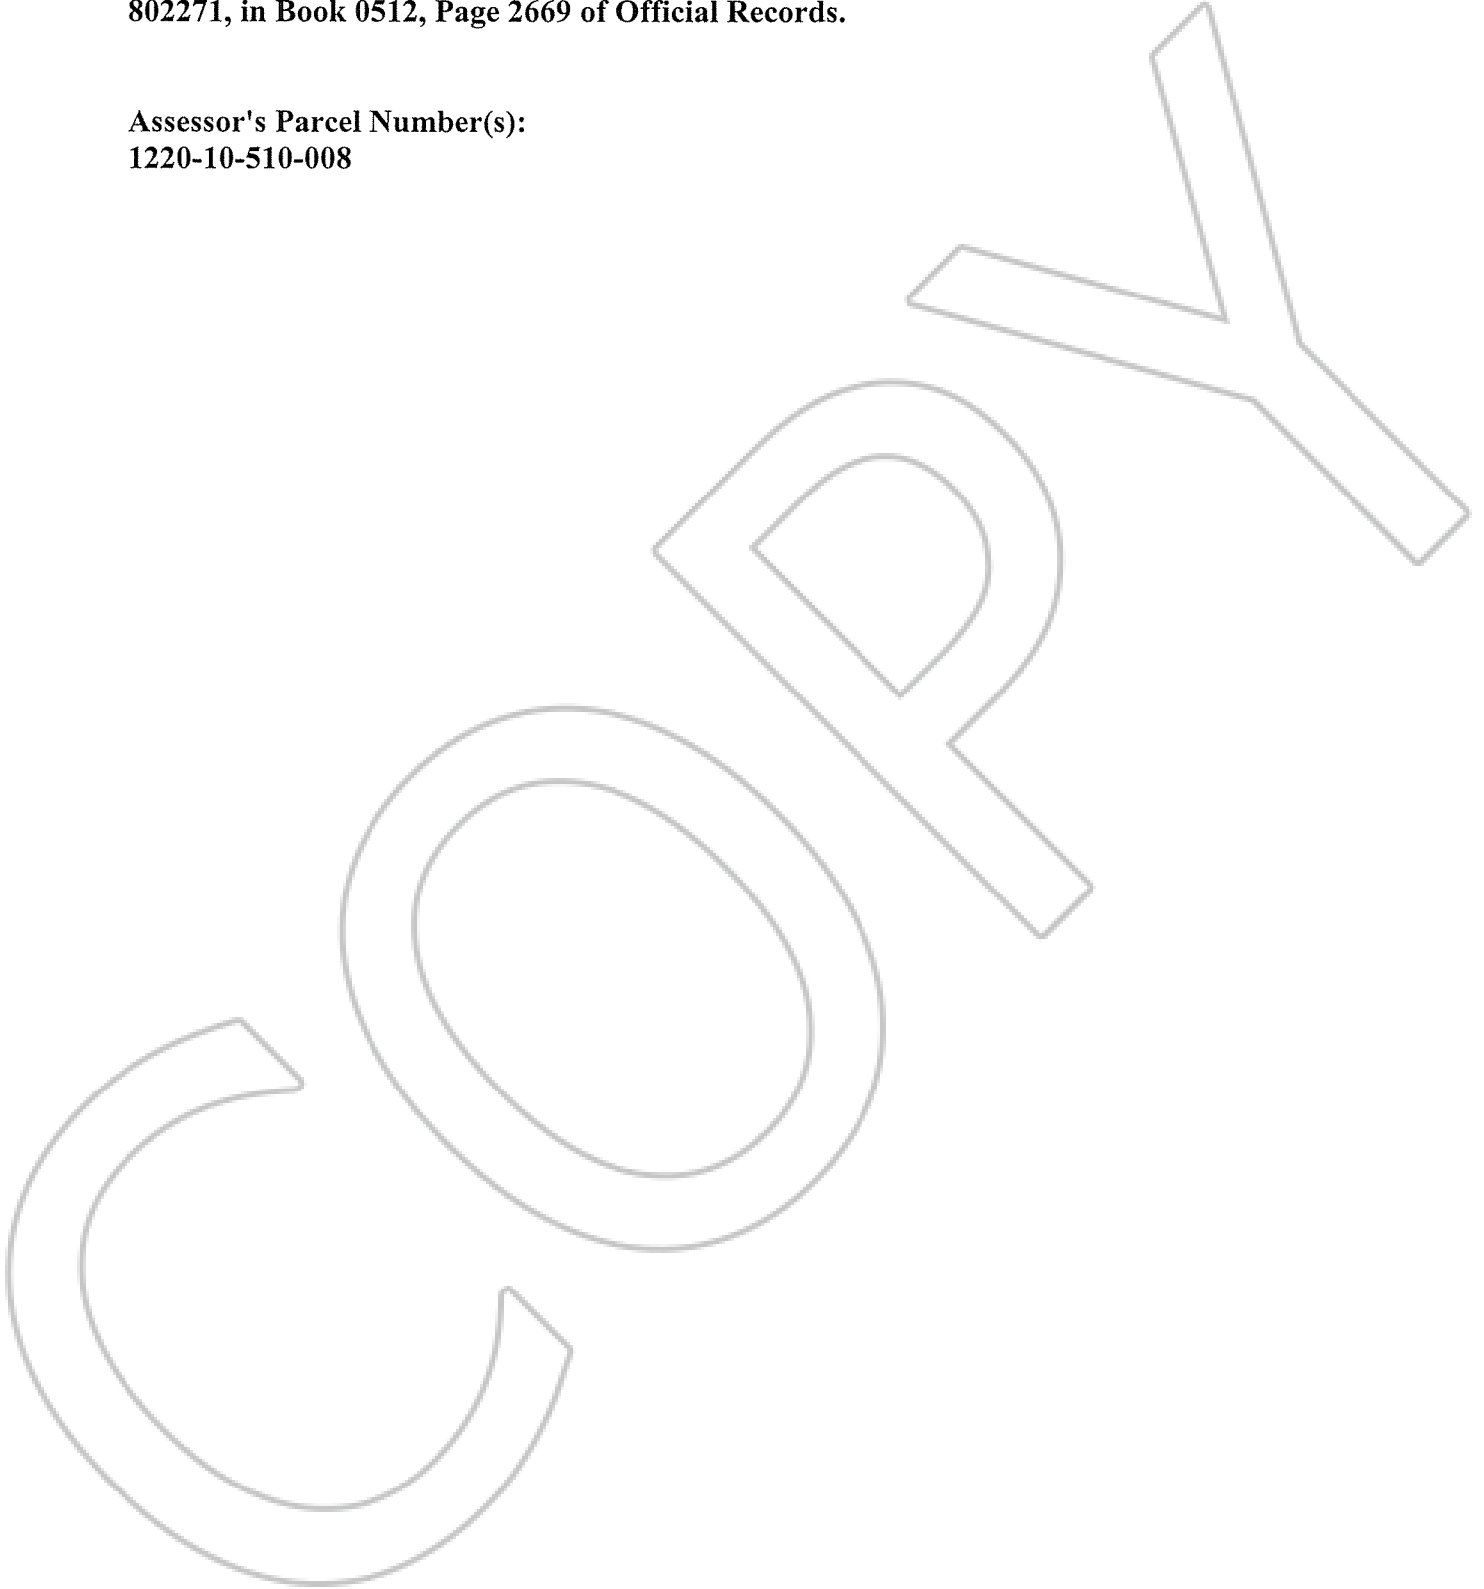 802271, in Book 0512, Page 2669 of Official Records.
Assessor's Parcel Number(s):
1220-10-510-008
COPY